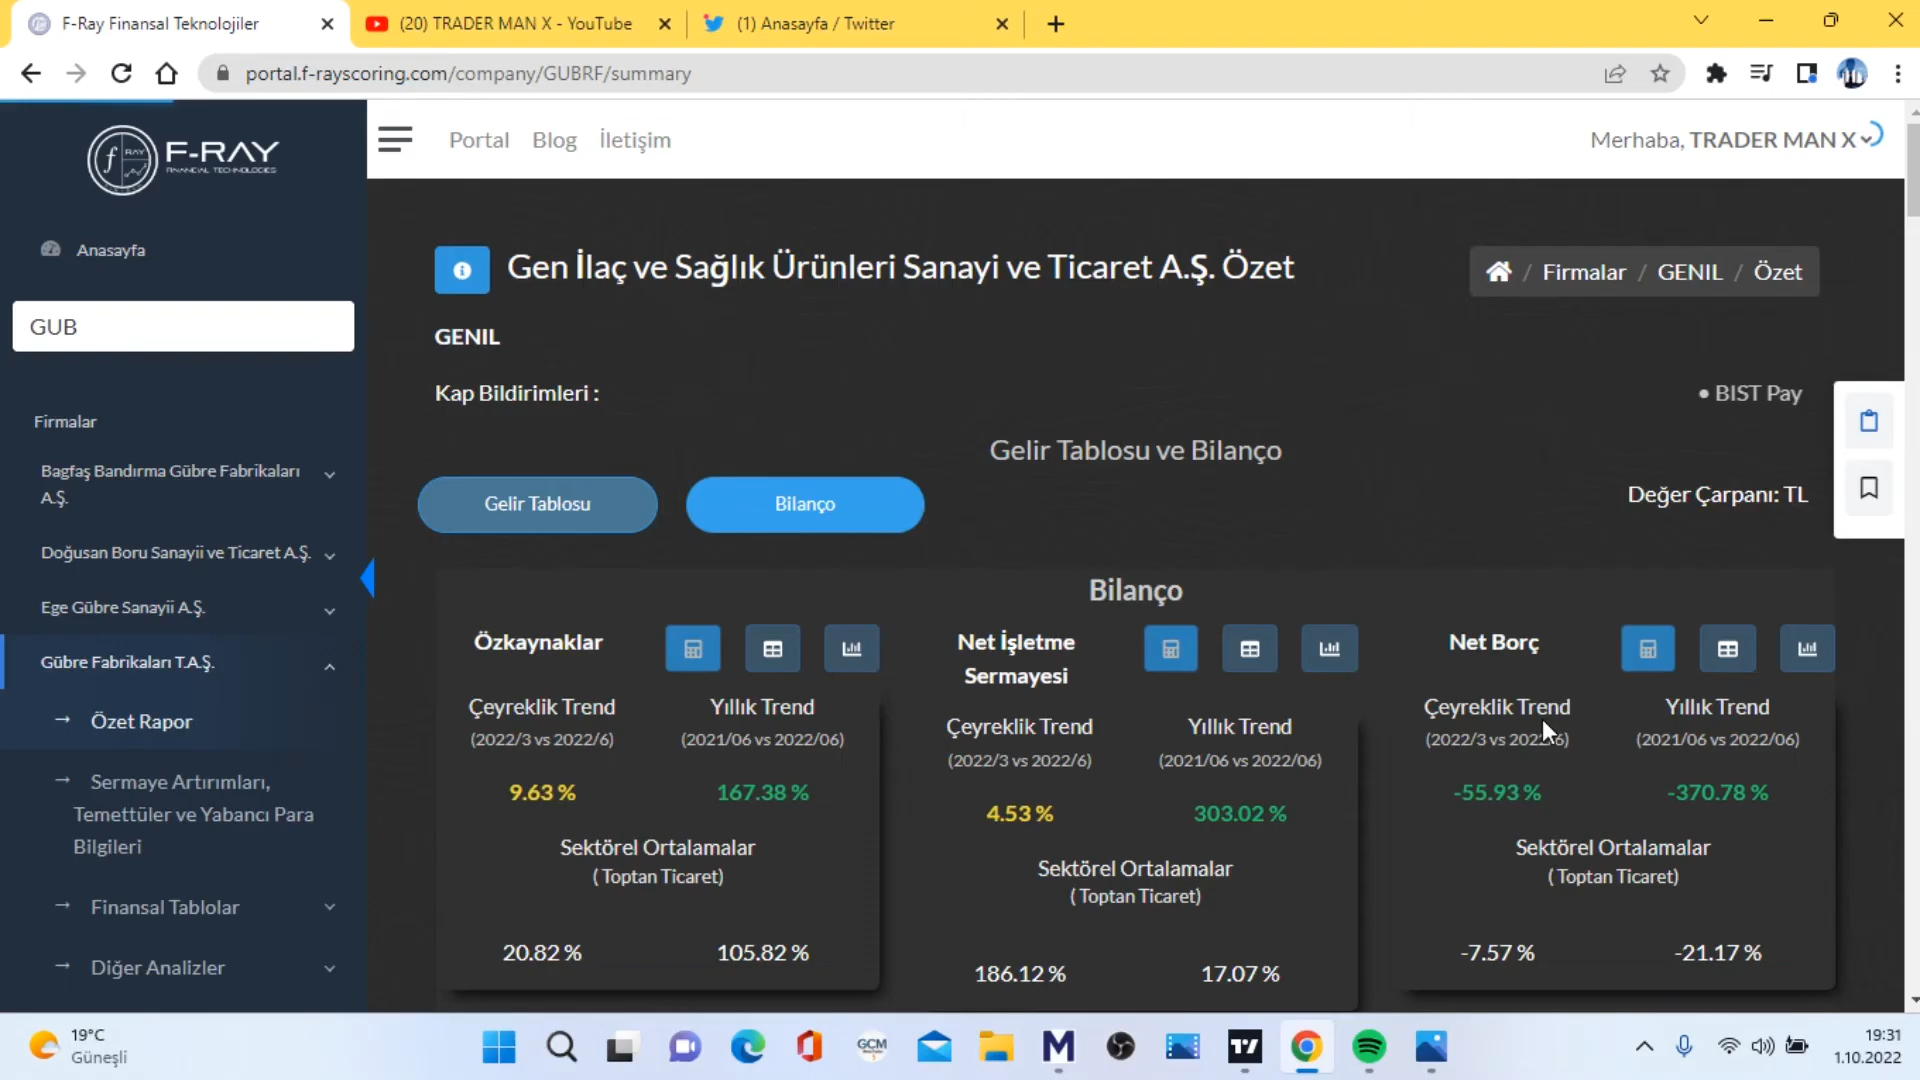 F-Ray Finansal Teknolojiler
(20) TRADER MAN X - YouTube
(1) Anasayfa / Twitter
portal.f-rayscoring.com/company/GUBRF/summary
F-RAY
FINANCIAL TECHNOLOGIES
Portal
Blog
İletişim
Merhaba, TRADER MAN X
Anasayfa
GUB
Firmalar
Bagfaş Bandırma Gübre Fabrikaları
A.Ş.
Doğusan Boru Sanayii ve Ticaret A.Ş.
Ege Gübre Sanayii A.Ş.
Gübre Fabrikaları T.A.Ş.
→ Özet Rapor
→ Sermaye Artırımları,
Temettüler ve Yabancı Para
Bilgileri
→ Finansal Tablolar
→ Diğer Analizler
Gen İlaç ve Sağlık Ürünleri Sanayi ve Ticaret A.Ş. Özet
/ Firmalar / GENIL / Özet
GENIL
Kap Bildirimleri :
• BIST Pay
Gelir Tablosu ve Bilanço
Gelir Tablosu
Bilanço
Değer Çarpanı: TL
Bilanço
Özkaynaklar
Çeyreklik Trend
Yıllık Trend
(2022/3 vs 2022/6)
(2021/06 vs 2022/06)
9.63 %
167.38 %
Sektörel Ortalamalar
( Toptan Ticaret)
20.82 %
105.82 %
Net İşletme
Sermayesi
Çeyreklik Trend
Yıllık Trend
(2022/3 vs 2022/6)
(2021/06 vs 2022/06)
4.53 %
303.02 %
Sektörel Ortalamalar
( Toptan Ticaret)
186.12 %
17.07 %
Net Borç
Çeyreklik Trend
Yıllık Trend
(2022/3 vs 2022/6)
(2021/06 vs 2022/06)
-55.93 %
-370.78 %
Sektörel Ortalamalar
( Toptan Ticaret)
-7.57 %
-21.17 %
19°C
Güneşli
GCM
19:31
1.10.2022